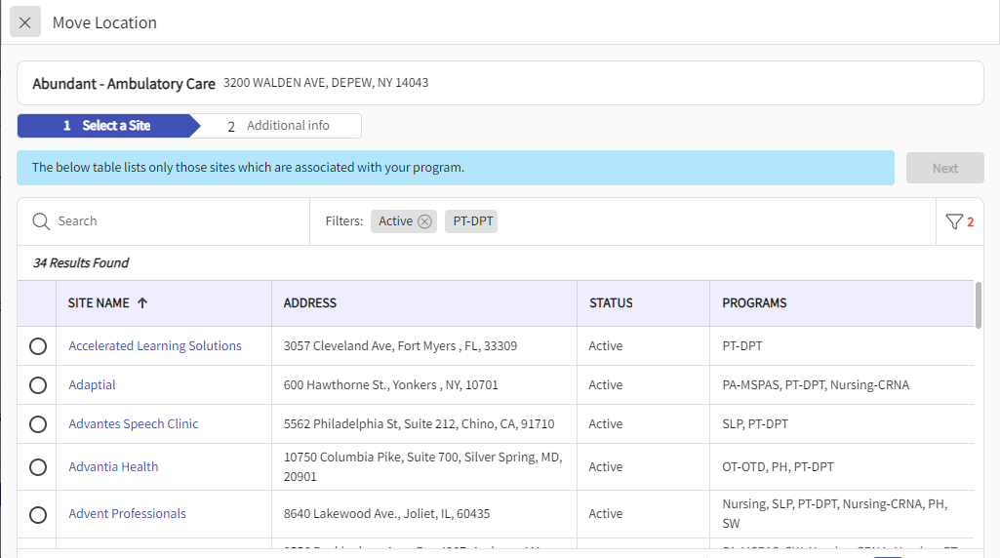 Move Location
Abundant - Ambulatory Care 3200 WALDEN AVE, DEPEW, NY 14043
1 Select a Site 2 Additional info
The below table lists only those sites which are associated with your program. Next
Search Filters: Active PT-DPT 2
34 Results Found
SITE NAME ADDRESS STATUS PROGRAMS
Accelerated Learning Solutions 3057 Cleveland Ave, Fort Myers , FL, 33309 Active PT-DPT
Adaptial 600 Hawthorne St., Yonkers , NY, 10701 Active PA-MSPAS, PT-DPT, Nursing-CRNA
Advantes Speech Clinic 5562 Philadelphia St, Suite 212, Chino, CA, 91710 Active SLP, PT-DPT
Advantia Health 10750 Columbia Pike, Suite 700, Silver Spring, MD, Active OT-OTD, PH, PT-DPT
20901
Advent Professionals 8640 Lakewood Ave., Joliet, IL, 60435 Active Nursing, SLP, PT-DPT, Nursing-CRNA, PH,
SW